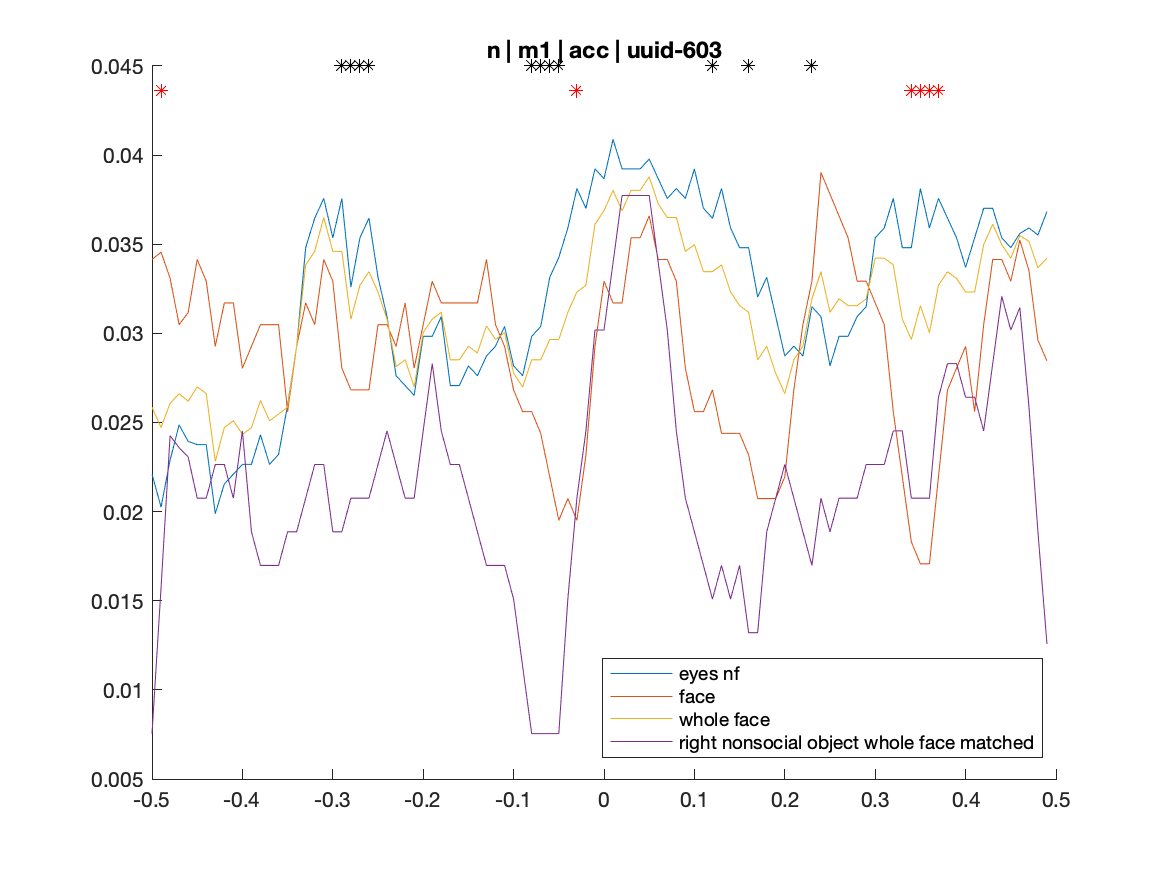 n | m1 | acc | uuid-603
0.045
0.04
0.035
0.03
0.025
0.02
0.015
0.01
0.005
-0.5 -0.4 -0.3 -0.2 -0.1 0 0.1 0.2 0.3 0.4 0.5
eyes nf
face
whole face
right nonsocial object whole face matched